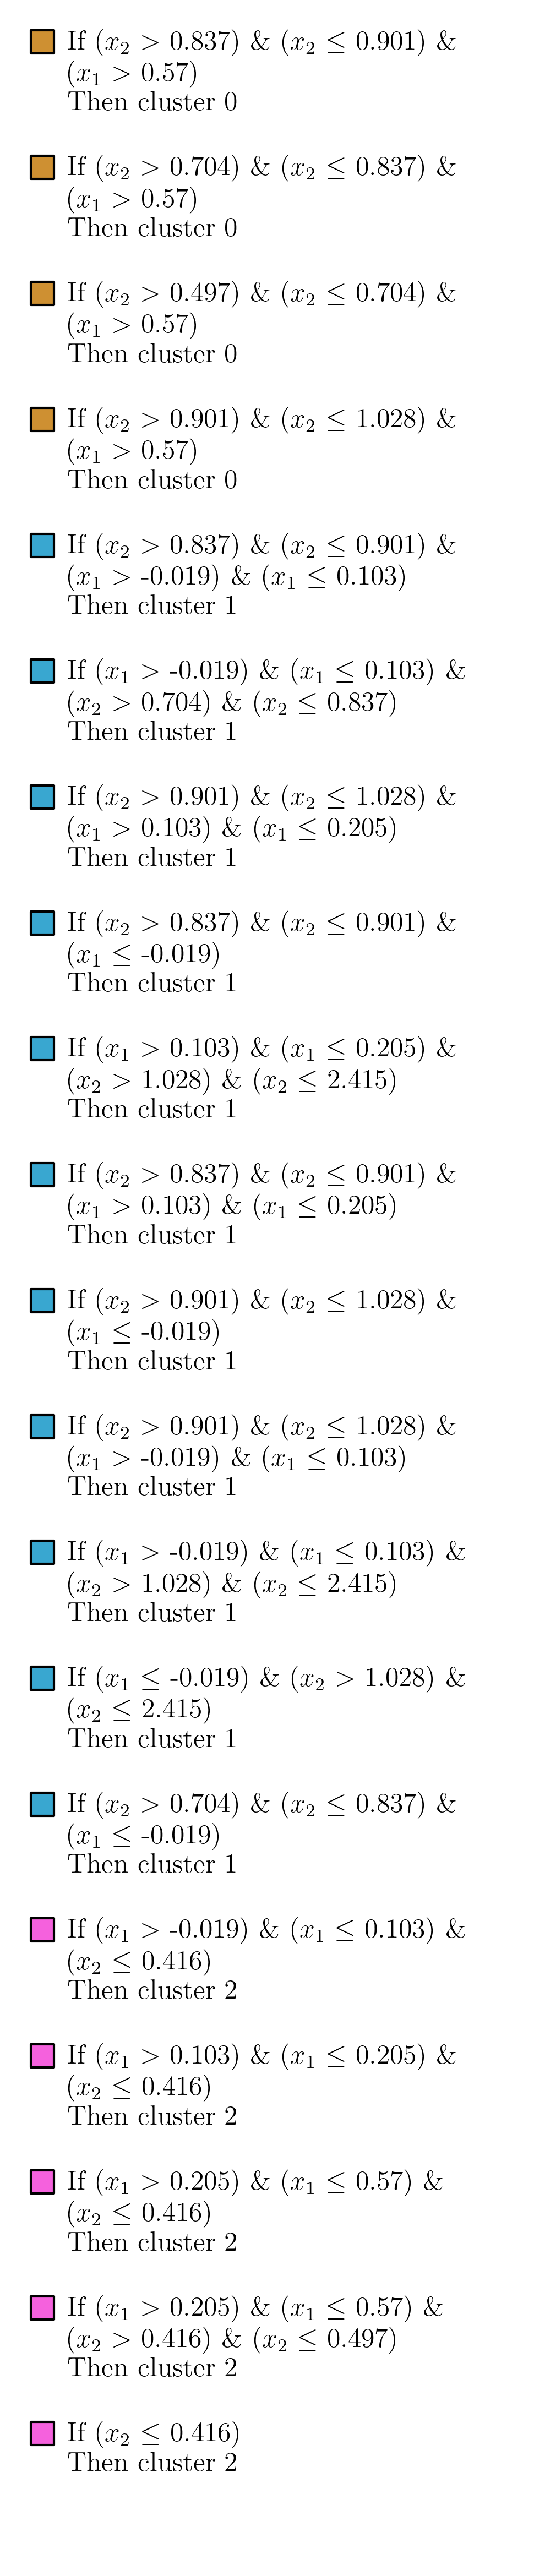 If (x₂ > 0.837) & (x₂ ≤ 0.901) &
(x₁ > 0.57)
Then cluster 0
If (x₂ > 0.704) & (x₂ ≤ 0.837) &
(x₁ > 0.57)
Then cluster 0
If (x₂ > 0.497) & (x₂ ≤ 0.704) &
(x₁ > 0.57)
Then cluster 0
If (x₂ > 0.901) & (x₂ ≤ 1.028) &
(x₁ > 0.57)
Then cluster 0
If (x₂ > 0.837) & (x₂ ≤ 0.901) &
(x₁ > -0.019) & (x₁ ≤ 0.103)
Then cluster 1
If (x₁ > -0.019) & (x₁ ≤ 0.103) &
(x₂ > 0.704) & (x₂ ≤ 0.837)
Then cluster 1
If (x₂ > 0.901) & (x₂ ≤ 1.028) &
(x₁ > 0.103) & (x₁ ≤ 0.205)
Then cluster 1
If (x₂ > 0.837) & (x₂ ≤ 0.901) &
(x₁ ≤ -0.019)
Then cluster 1
If (x₁ > 0.103) & (x₁ ≤ 0.205) &
(x₂ > 1.028) & (x₂ ≤ 2.415)
Then cluster 1
If (x₂ > 0.837) & (x₂ ≤ 0.901) &
(x₁ > 0.103) & (x₁ ≤ 0.205)
Then cluster 1
If (x₂ > 0.901) & (x₂ ≤ 1.028) &
(x₁ ≤ -0.019)
Then cluster 1
If (x₂ > 0.901) & (x₂ ≤ 1.028) &
(x₁ > -0.019) & (x₁ ≤ 0.103)
Then cluster 1
If (x₁ > -0.019) & (x₁ ≤ 0.103) &
(x₂ > 1.028) & (x₂ ≤ 2.415)
Then cluster 1
If (x₁ ≤ -0.019) & (x₂ > 1.028) &
(x₂ ≤ 2.415)
Then cluster 1
If (x₂ > 0.704) & (x₂ ≤ 0.837) &
(x₁ ≤ -0.019)
Then cluster 1
If (x₁ > -0.019) & (x₁ ≤ 0.103) &
(x₂ ≤ 0.416)
Then cluster 2
If (x₁ > 0.103) & (x₁ ≤ 0.205) &
(x₂ ≤ 0.416)
Then cluster 2
If (x₁ > 0.205) & (x₁ ≤ 0.57) &
(x₂ ≤ 0.416)
Then cluster 2
If (x₁ > 0.205) & (x₁ ≤ 0.57) &
(x₂ > 0.416) & (x₂ ≤ 0.497)
Then cluster 2
If (x₂ ≤ 0.416)
Then cluster 2